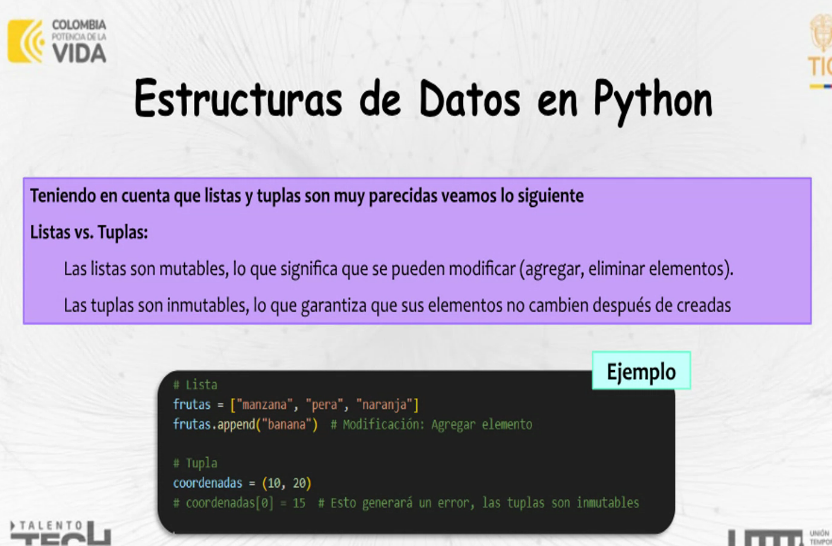 COLOMBIA
POTENCIA DE LA
VIDA
TIC
Estructuras de Datos en Python
Teniendo en cuenta que listas y tuplas son muy parecidas veamos lo siguiente
Listas vs. Tuplas:
Las listas son mutables, lo que significa que se pueden modificar (agregar, eliminar elementos).
Las tuplas son inmutables, lo que garantiza que sus elementos no cambien después de creadas
Ejemplo
# Lista
frutas = ["manzana", "pera", "naranja"]
frutas.append("banana")  # Modificación: Agregar elemento
# Tupla
coordenadas = (10, 20)
# coordenadas[0] = 15  # Esto generará un error, las tuplas son inmutables
TALENTO
TECH
UNIÓN